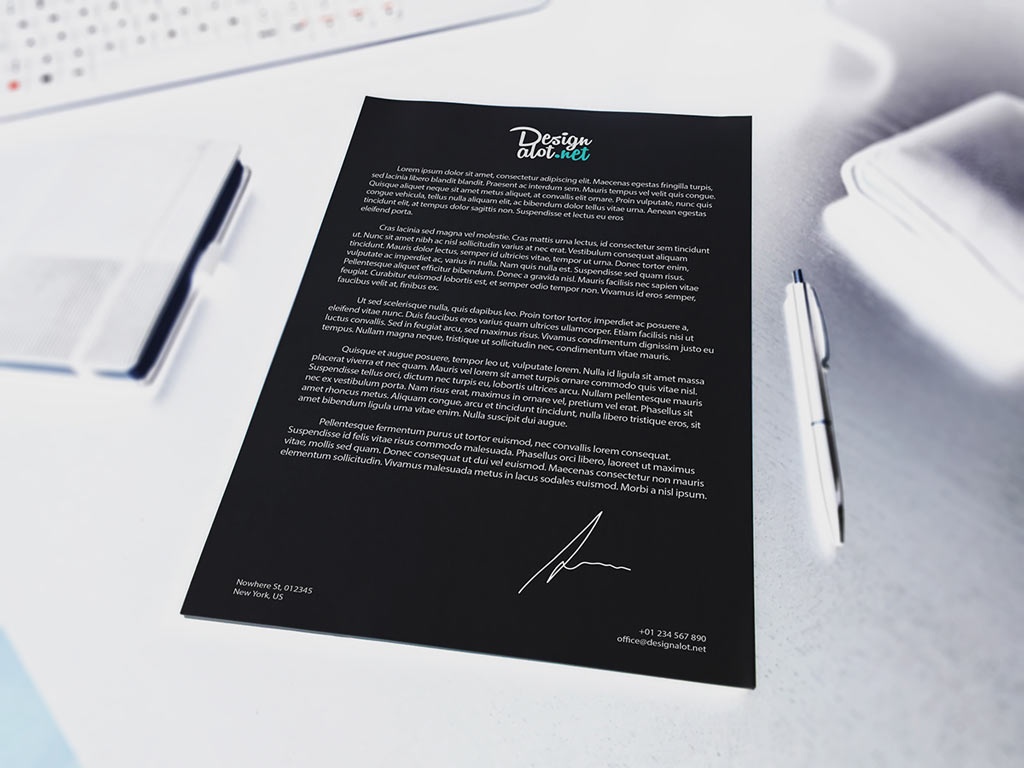 Design
alot.net
Lorem ipsum dolor sit amet, consectetur adipiscing elit. Maecenas egestas fringilla turpis,
sed lacinia libero blandit blandit. Praesent ac interdum sem. Mauris tempus vel velit quis congue.
Quisque aliquet neque sit amet metus aliquet, at convallis elit ornare. Proin vulputate, nunc quis
congue vehicula, tellus nulla aliquam elit, ac bibendum dolor tellus vitae urna. Aenean egestas
tincidunt elit, at tempus dolor sagittis non. Suspendisse et lectus eu eros
eleifend porta.
Cras lacinia sed magna vel molestie. Cras mattis urna lectus, id consectetur sem tincidunt
ut. Nunc sit amet nibh ac nisl sollicitudin varius at nec erat. Vestibulum consequat aliquam
tincidunt. Mauris dolor lectus, semper id ultricies vitae, tempor ut urna. Donec tortor enim,
vulputate ac imperdiet ac, varius in nulla. Nam quis nulla est. Suspendisse sed quam risus.
Pellentesque aliquet efficitur bibendum. Donec a gravida nisl. Mauris facilisis nec sapien vitae
feugiat. Curabitur euismod lobortis est, et semper odio tempor non. Vivamus id eros semper,
faucibus velit at, finibus ex.
Ut sed scelerisque nulla, quis dapibus leo. Proin tortor tortor, imperdiet ac posuere a,
eleifend vitae nunc. Duis faucibus eros varius quam ultrices ullamcorper. Etiam facilisis nisi ut
luctus convallis. Sed in feugiat arcu, sed maximus risus. Vivamus condimentum dignissim justo eu
tempus. Nullam magna neque, tristique ut sollicitudin nec, condimentum vitae mauris.
Quisque et augue posuere, tempor leo ut, vulputate lorem. Nulla id ligula sit amet massa
placerat viverra et nec quam. Mauris vel lorem sit amet turpis ornare commodo quis vitae nisl.
Suspendisse tellus orci, dictum nec turpis eu, lobortis ultrices arcu. Nullam pellentesque mauris
nec ex vestibulum porta. Nam risus erat, maximus in ornare vel, pretium vel erat. Phasellus sit
amet rhoncus metus. Aliquam congue, arcu et tincidunt tincidunt, nulla libero tristique eros, sit
amet bibendum ligula urna vitae enim. Nulla suscipit dui augue.
Pellentesque fermentum purus ut tortor euismod, nec convallis lorem consequat.
Suspendisse id felis vitae risus commodo malesuada. Phasellus orci libero, laoreet ut maximus
vitae, mollis sed quam. Donec consequat ut dui vel euismod. Maecenas consectetur non mauris
elementum sollicitudin. Vivamus malesuada metus in lacus sodales euismod. Morbi a nisl ipsum.
Nowhere St, 012345
New York, US
+01 234 567 890
office@designalot.net